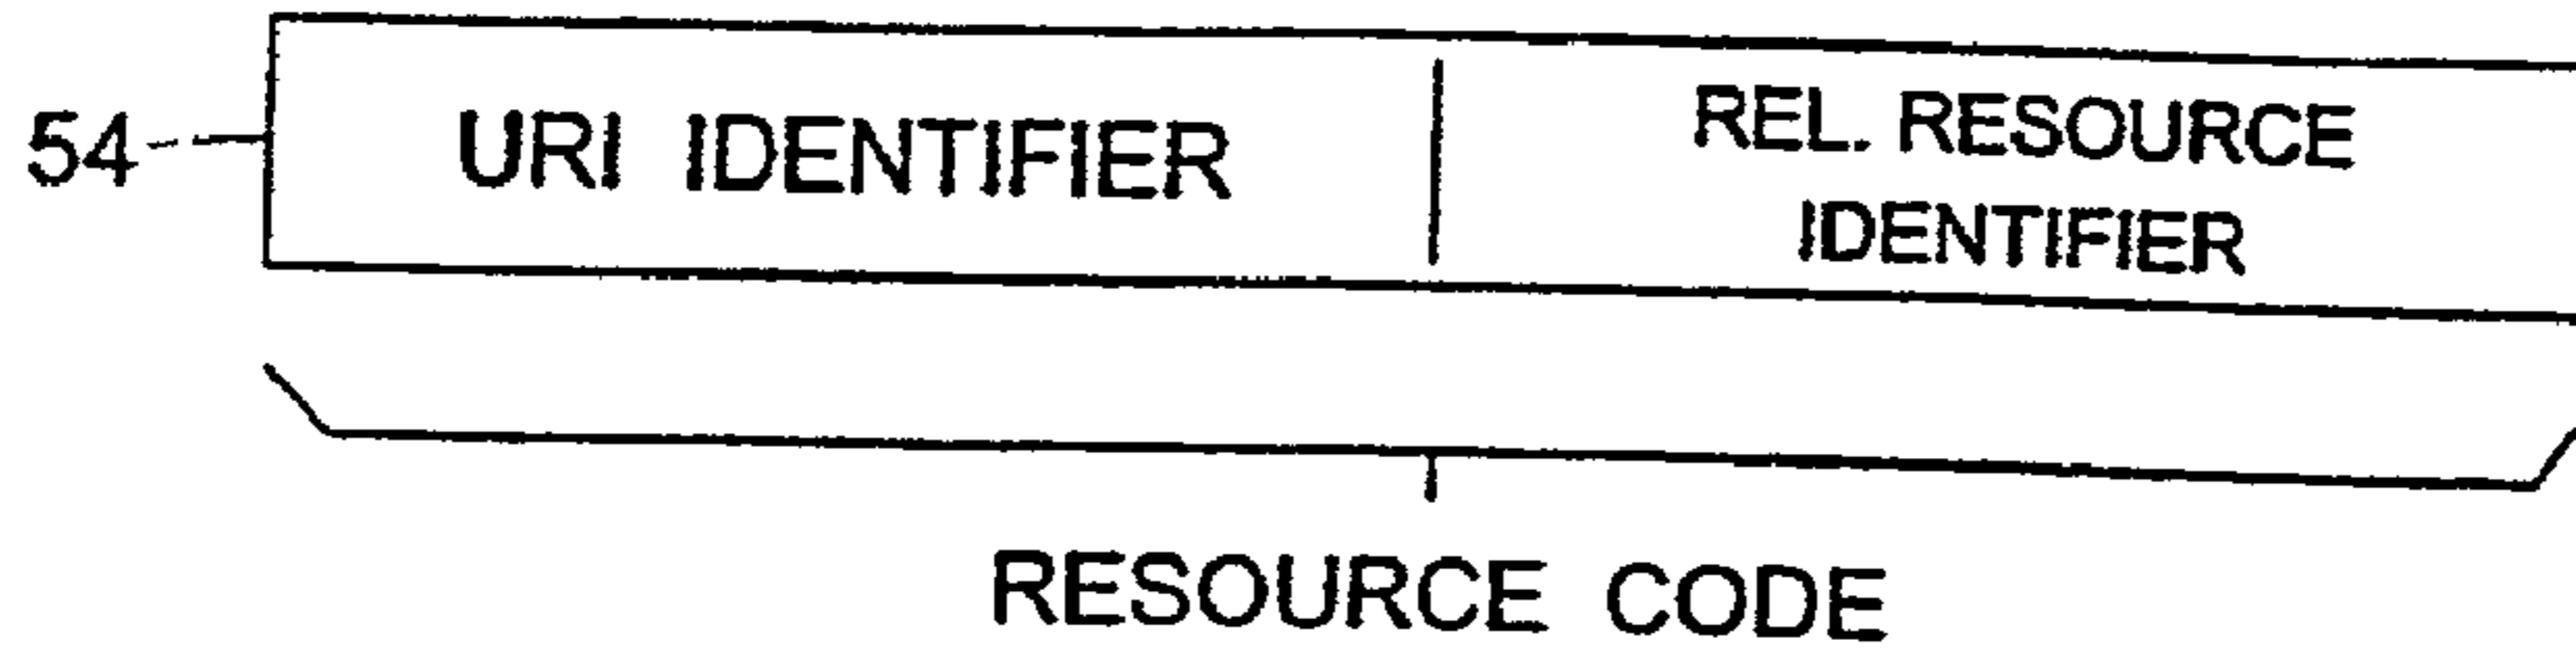 54
URI IDENTIFIER
REL. RESOURCE
IDENTIFIER
RESOURCE CODE